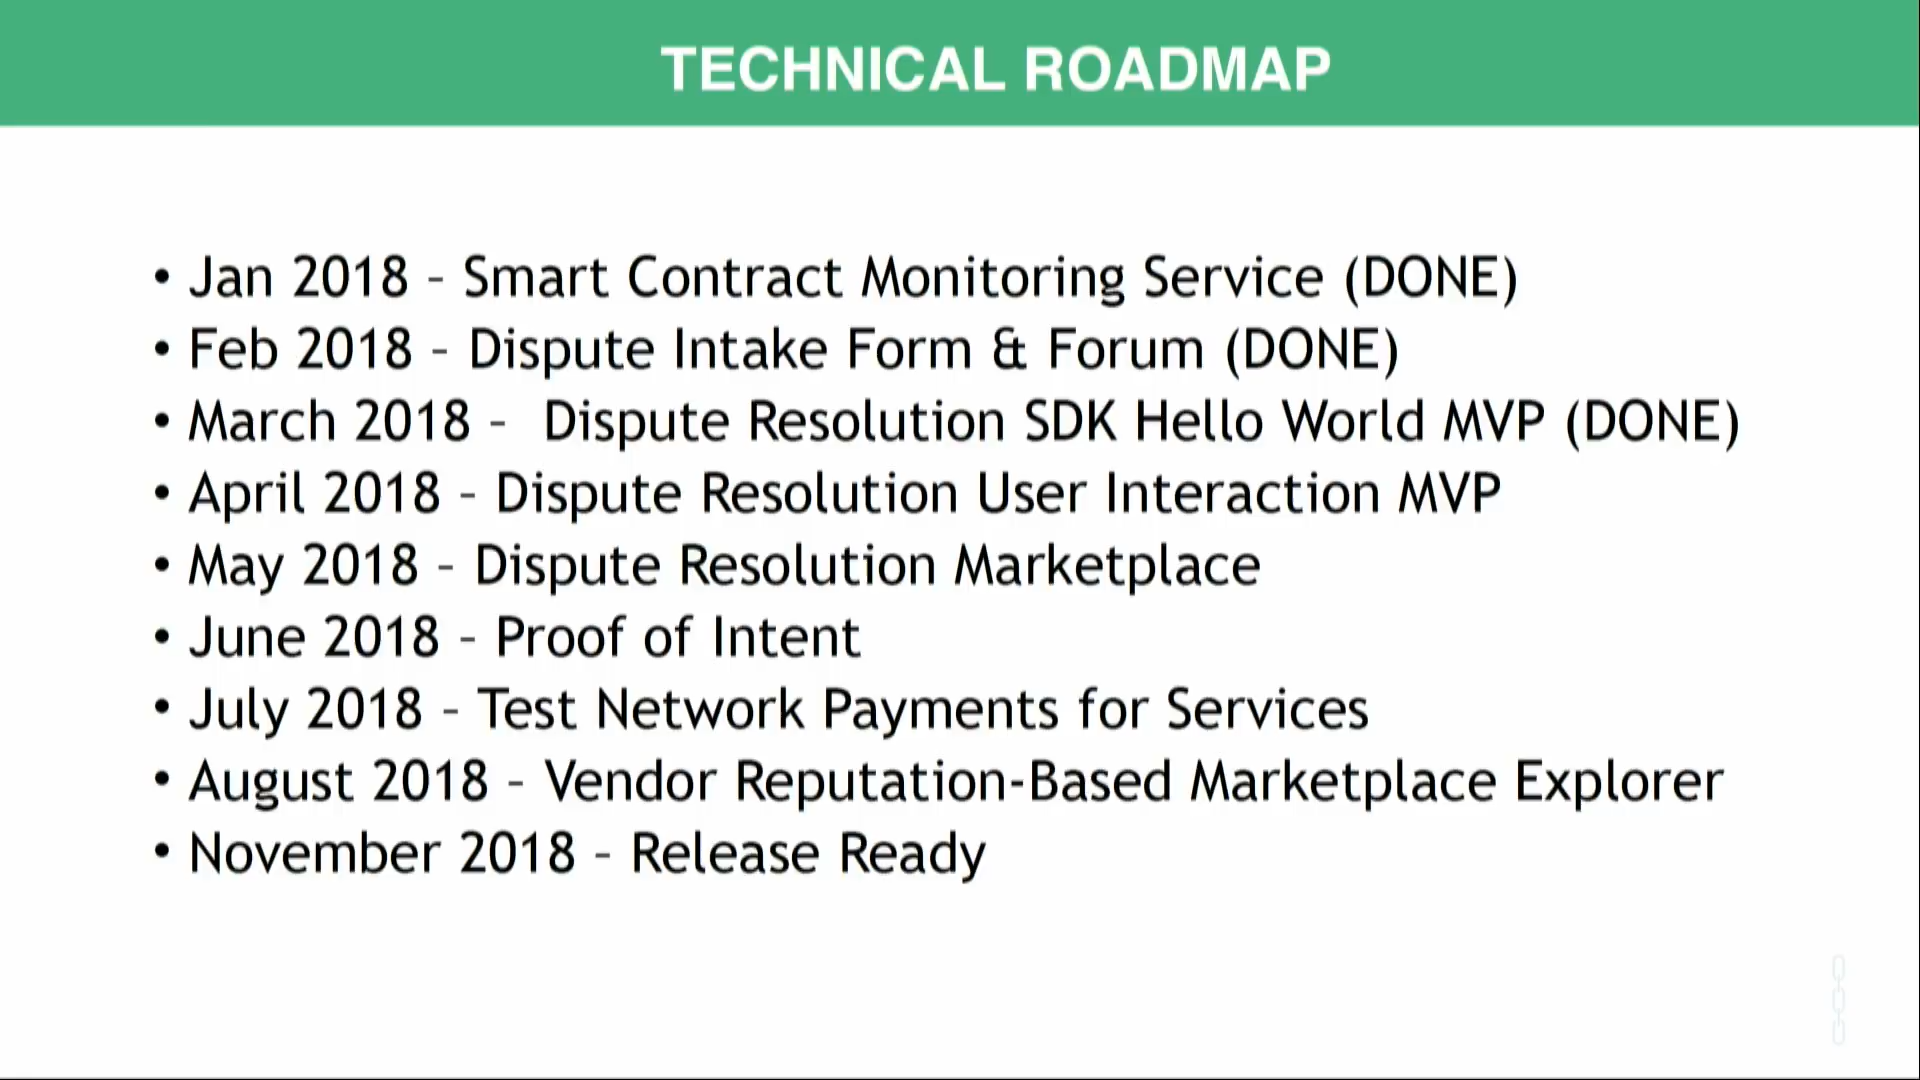 TECHNICAL ROADMAP
• Jan 2018 – Smart Contract Monitoring Service (DONE)
• Feb 2018 – Dispute Intake Form & Forum (DONE)
• March 2018 –  Dispute Resolution SDK Hello World MVP (DONE)
• April 2018 – Dispute Resolution User Interaction MVP
• May 2018 – Dispute Resolution Marketplace
• June 2018 – Proof of Intent
• July 2018 – Test Network Payments for Services
• August 2018 – Vendor Reputation-Based Marketplace Explorer
• November 2018 – Release Ready